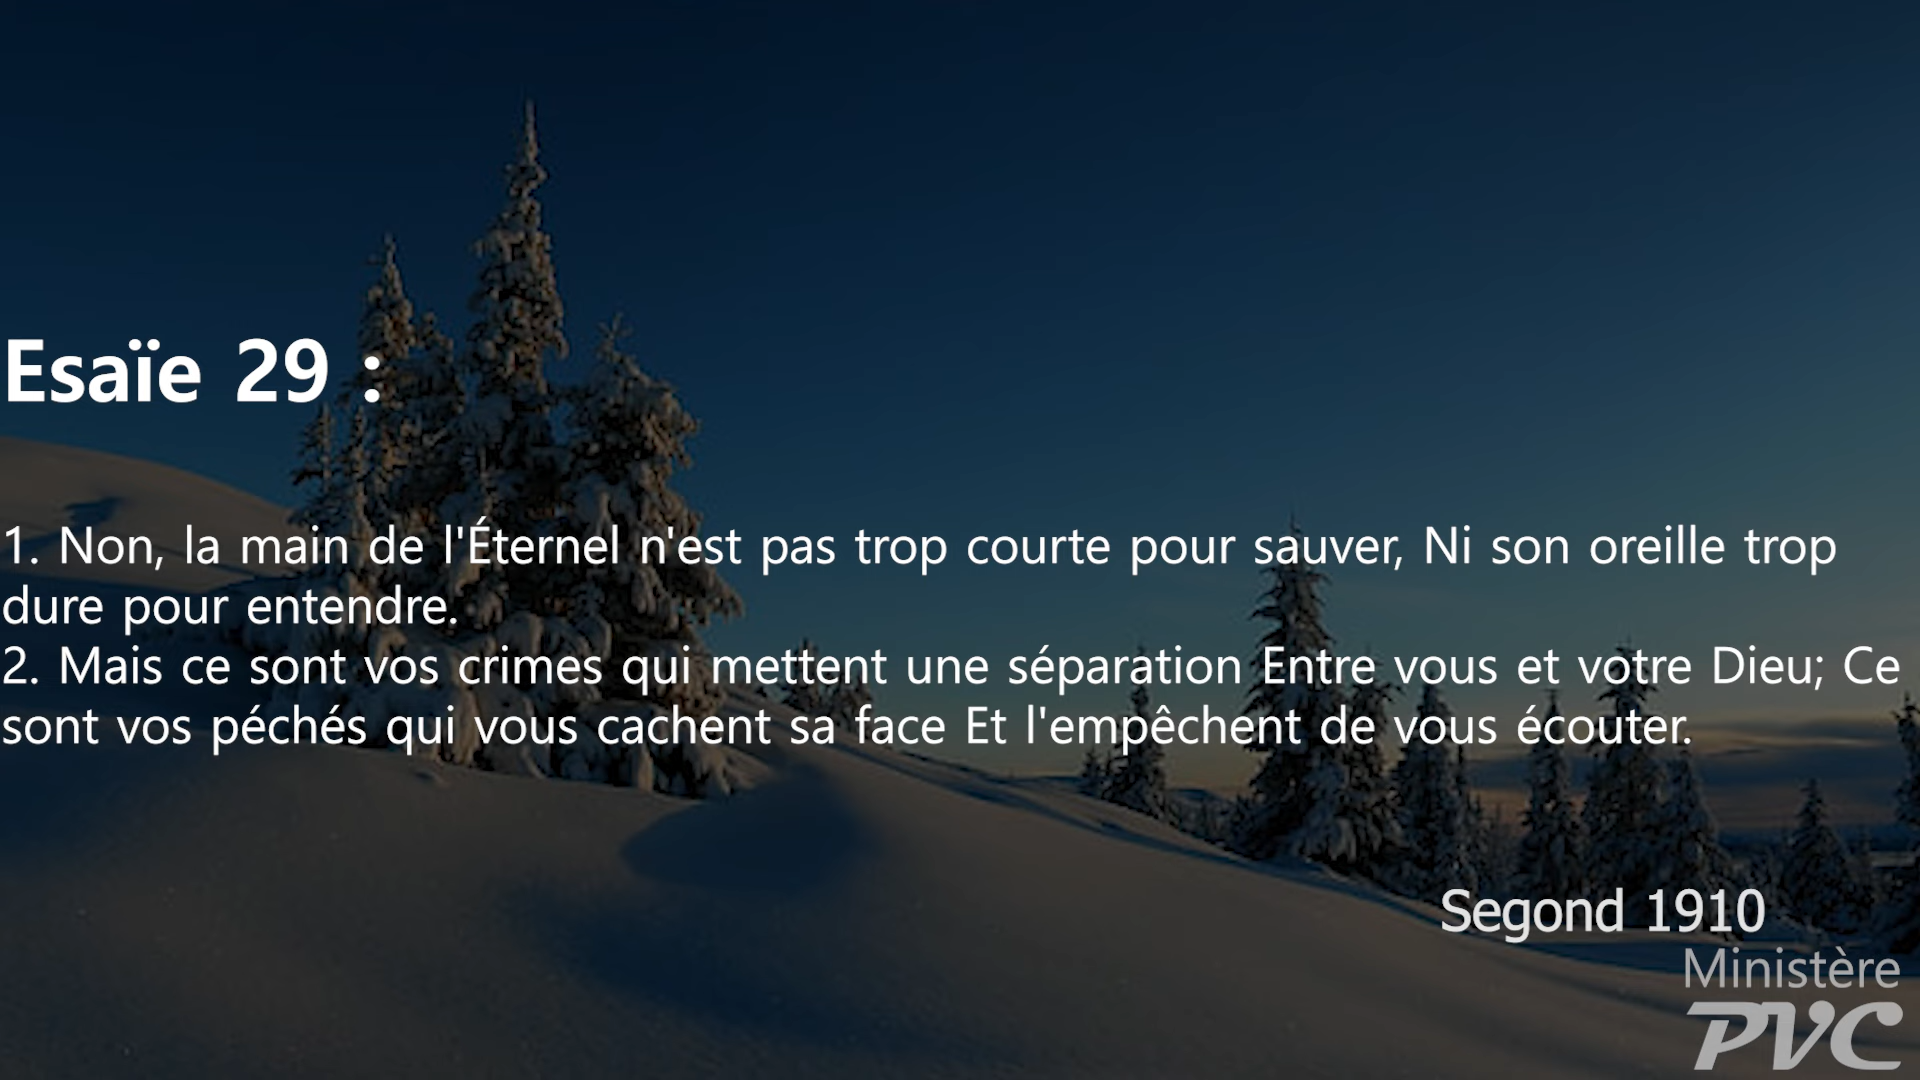 Esaïe 29 :
1. Non, la main de l'Éternel n'est pas trop courte pour sauver, Ni son oreille trop
dure pour entendre.
2. Mais ce sont vos crimes qui mettent une séparation Entre vous et votre Dieu; Ce
sont vos péchés qui vous cachent sa face Et l'empêchent de vous écouter.
Segond 1910
Ministère
PVC